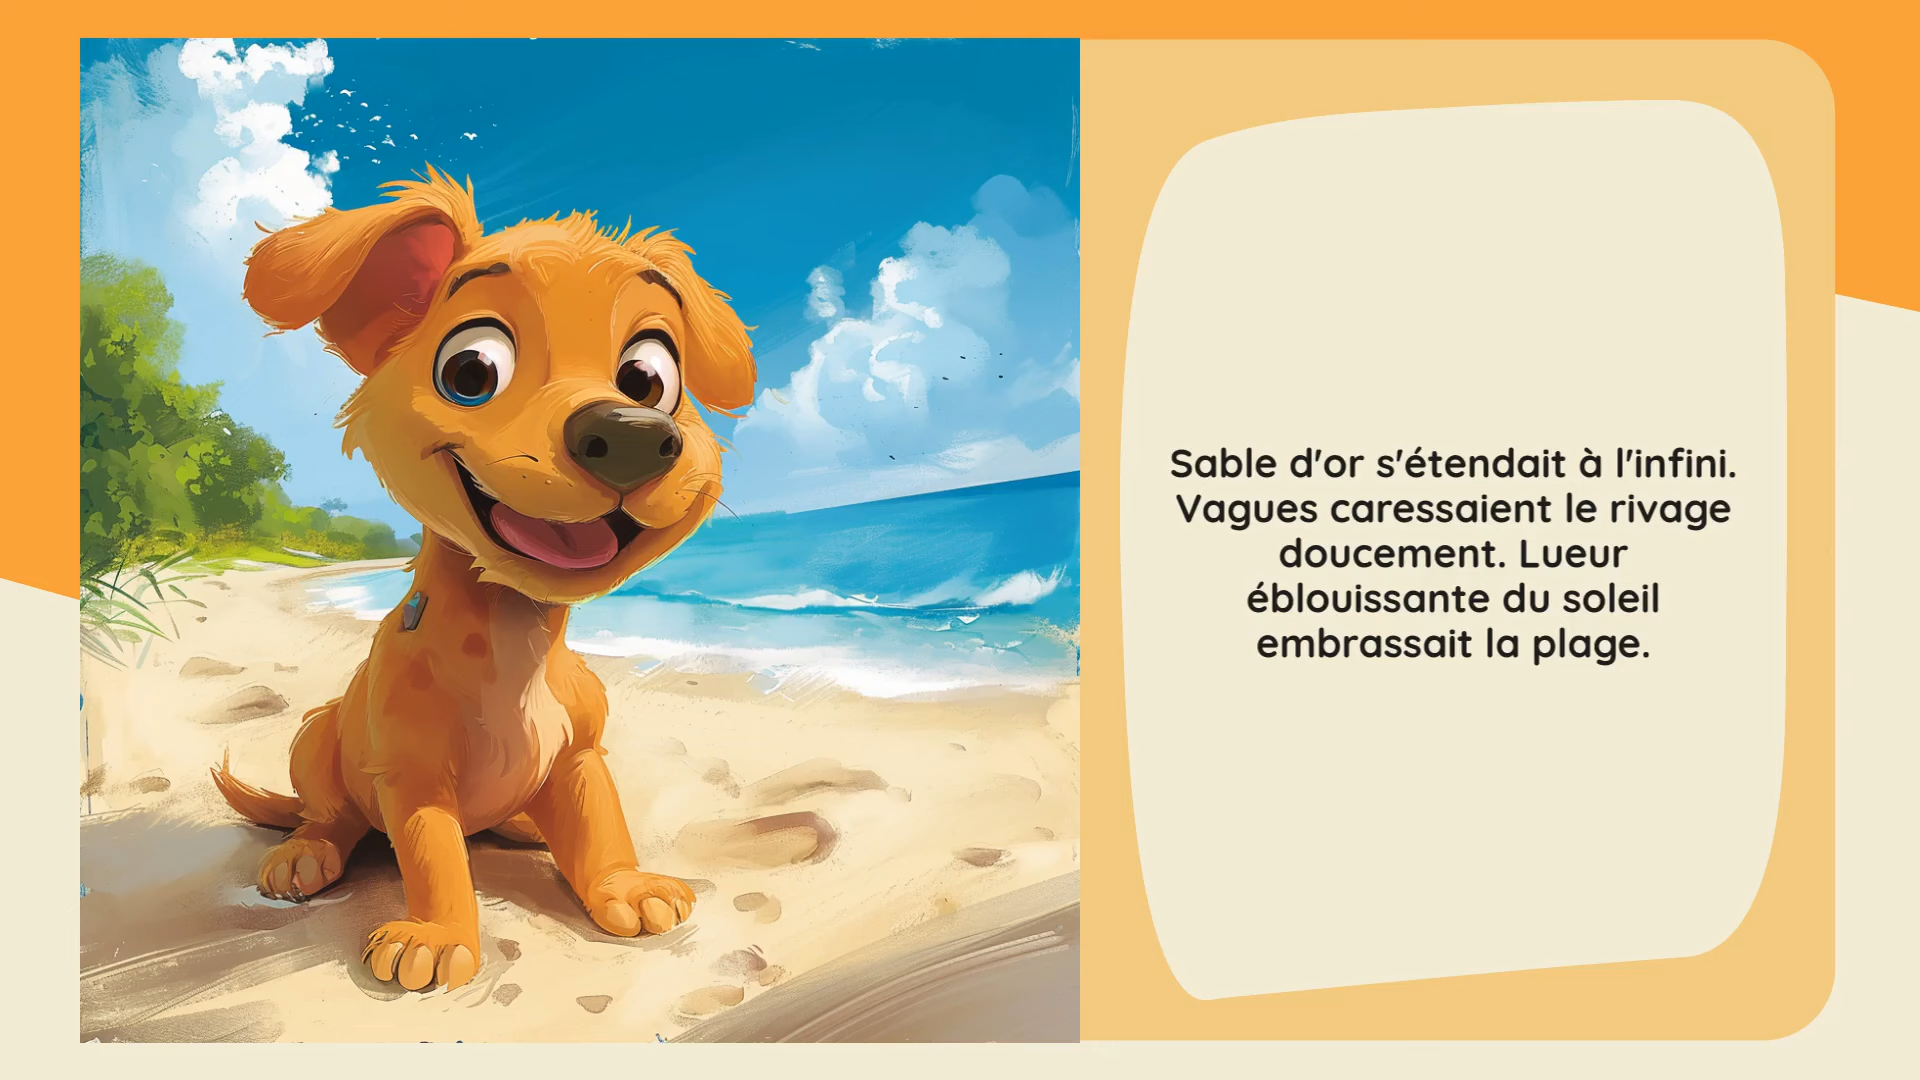 Sable d'or s'étendait à l'infini.
Vagues caressaient le rivage
doucement. Lueur
éblouissante du soleil
embrassait la plage.